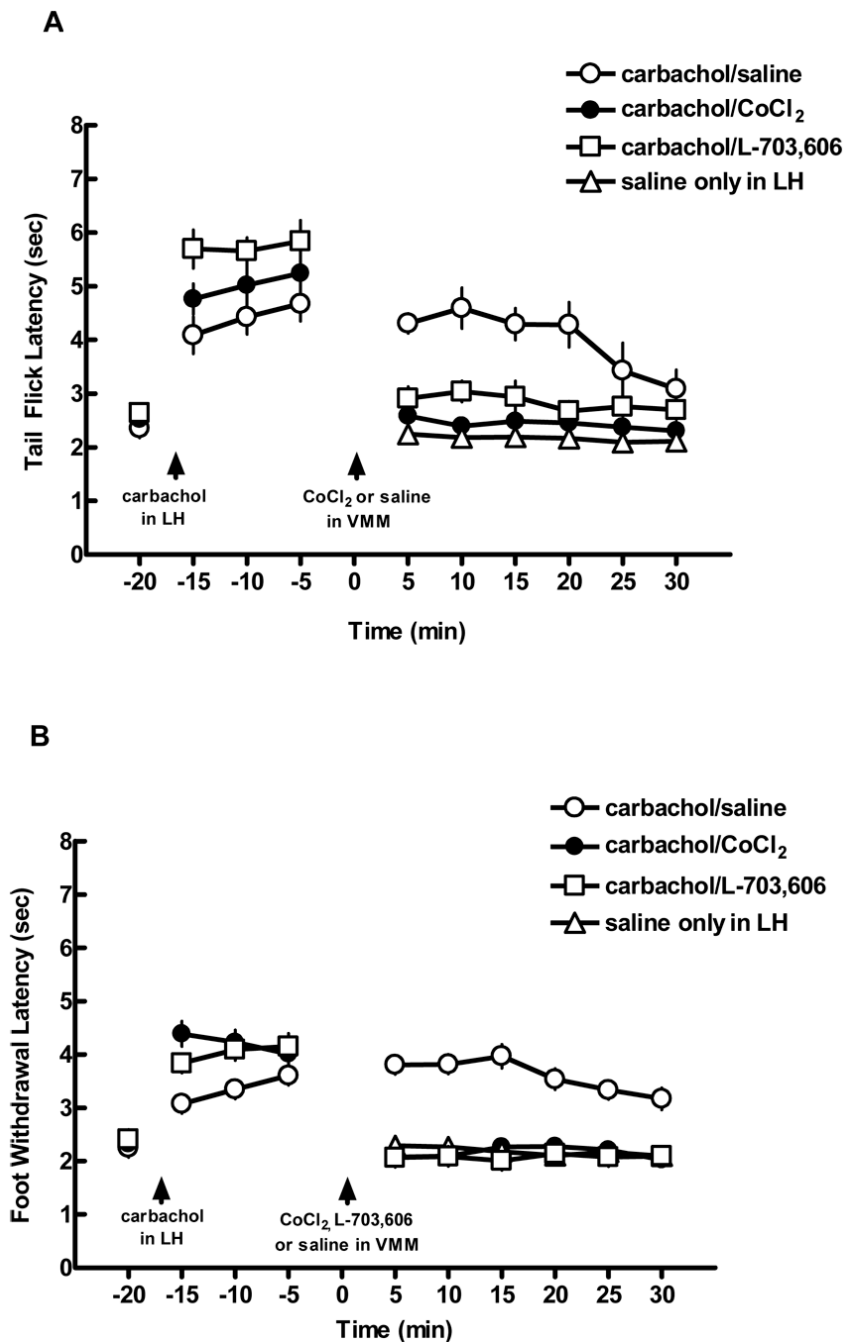 A
carbachol/saline
carbachol/CoCl2
carbachol/L-703,606
saline only in LH
8
7
6
5
4
3
2
1
0
Tail Flick Latency (sec)
carbachol
in LH
CoCl2 or saline
in VMM
-20 -15 -10 -5 0 5 10 15 20 25 30
Time (min)
B
carbachol/saline
carbachol/CoCl2
carbachol/L-703,606
saline only in LH
8
7
6
5
4
3
2
1
0
Foot Withdrawal Latency (sec)
carbachol
in LH
CoCl2, L-703,606
or saline in VMM
-20 -15 -10 -5 0 5 10 15 20 25 30
Time (min)